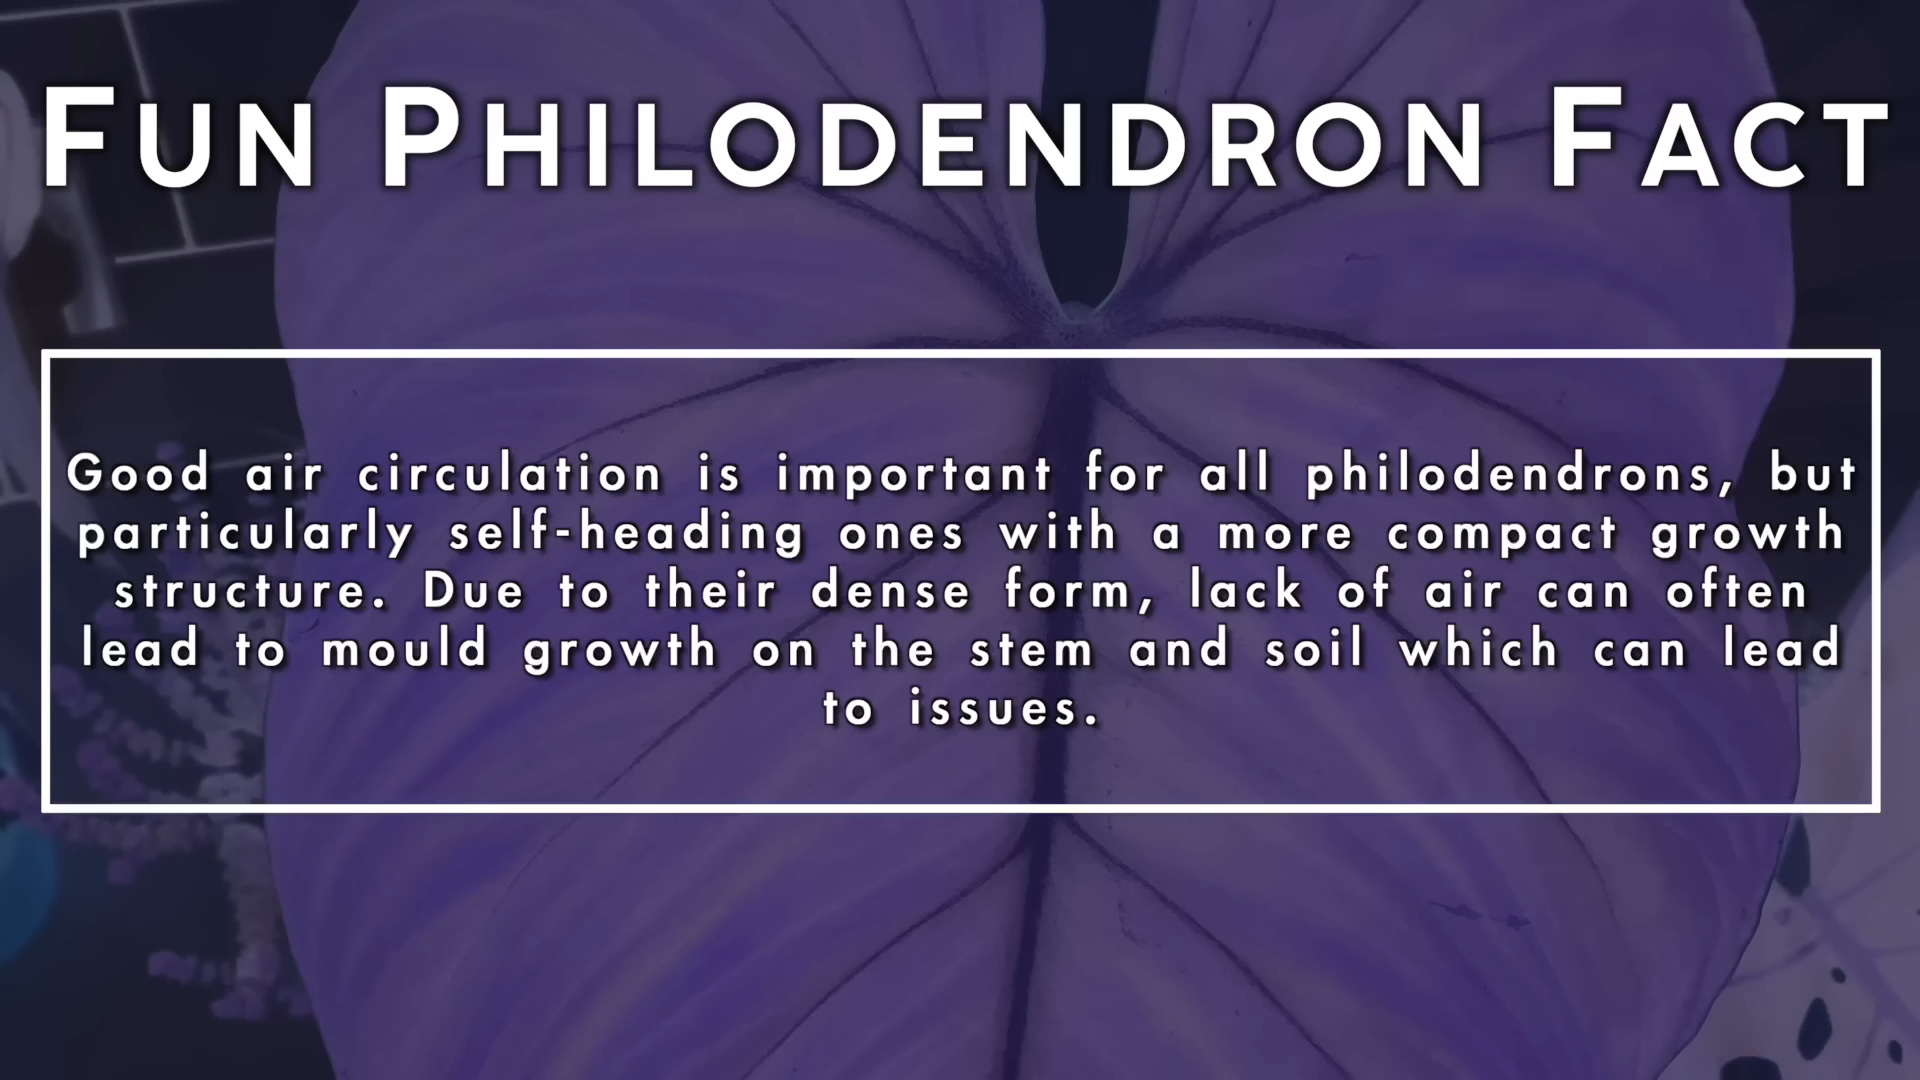 Fun Philodendron Fact
Good air circulation is important for all philodendrons, but
particularly self-heading ones with a more compact growth
structure. Due to their dense form, lack of air can often
lead to mould growth on the stem and soil which can lead
to issues.